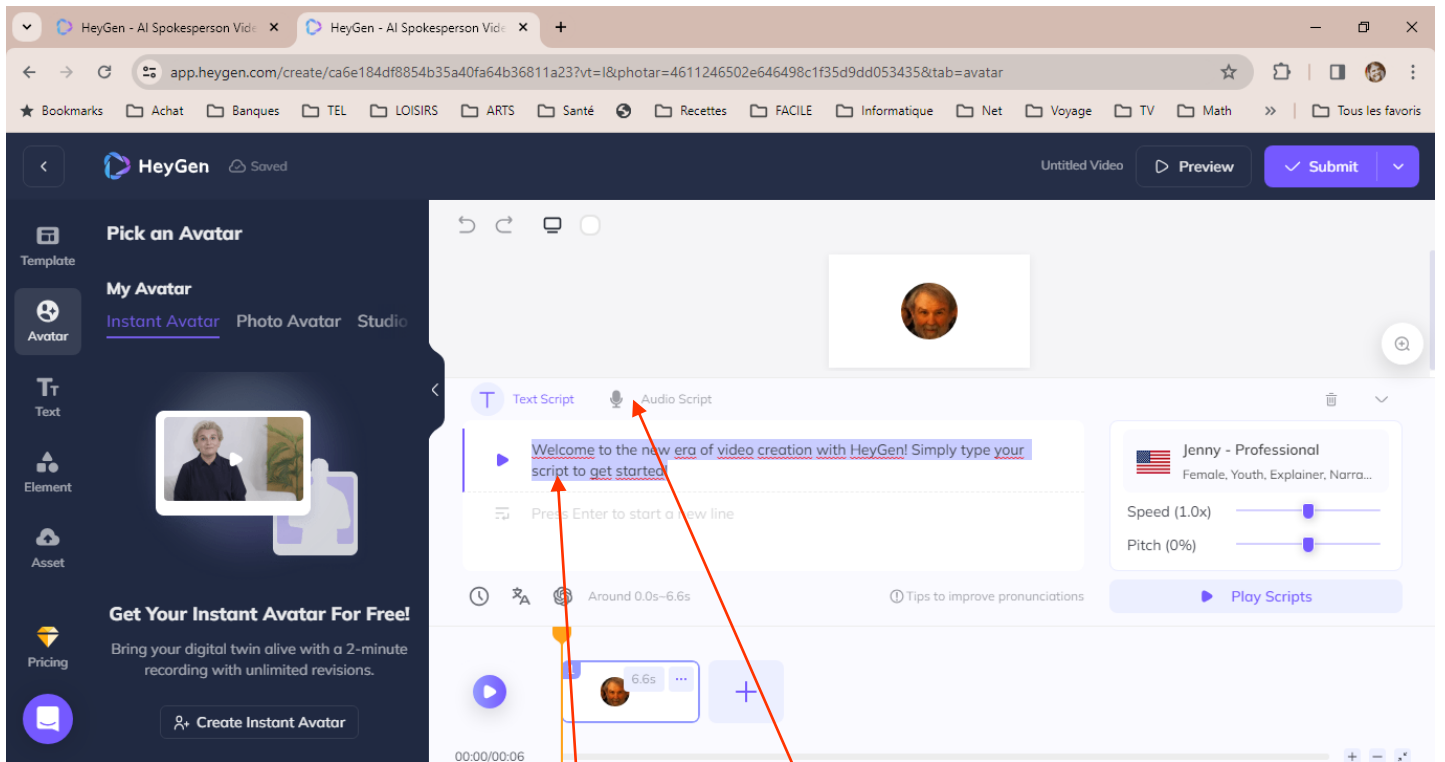 HeyGen - AI Spokesperson Vide
HeyGen - AI Spokesperson Vide
app.heygen.com/create/ca6e184df8854b35a40fa64b36811a23?vt=l&photar=4611246502e646498c1f35d9dd053435&tab=avatar
Bookmarks Achat Banques TEL LOISIRS ARTS Santé Recettes FACILE Informatique Net Voyage TV Math » Tous les favoris
HeyGen Saved Untitled Video Preview Submit
Template
Avatar
Text
Element
Asset
Pricing
Pick an Avatar
My Avatar
Instant Avatar Photo Avatar Studio
Get Your Instant Avatar For Free!
Bring your digital twin alive with a 2-minute
recording with unlimited revisions.
Create Instant Avatar
Text Script Audio Script
Welcome to the new era of video creation with HeyGen! Simply type your
script to get started!
Press Enter to start a new line
Around 0.0s~6.6s Tips to improve pronunciations
Jenny - Professional
Female, Youth, Explainer, Narra...
Speed (1.0x)
Pitch (0%)
Play Scripts
6.6s
00:00/00:06